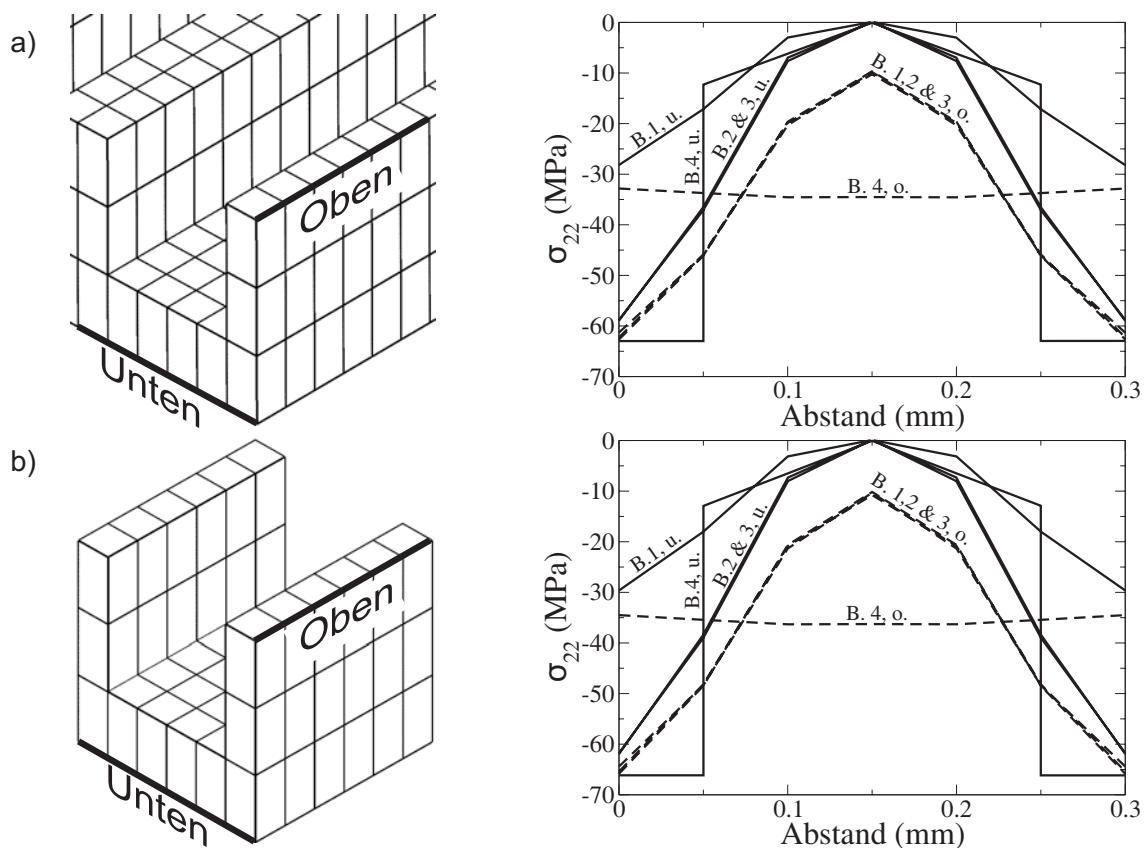 a)
Oben
Unten
0
-10
-20
-30
-40
-50
-60
-70
σ22 (MPa)
B.1, u.
B.4, u.
B.2 & 3, u.
B. 1,2 & 3, o.
B. 4, o.
0 0.1 0.2 0.3
Abstand (mm)
b)
Oben
Unten
0
-10
-20
-30
-40
-50
-60
-70
σ22 (MPa)
B.1, u.
B.4, u.
B.2 & 3, u.
B. 1,2 & 3, o.
B. 4, o.
0 0.1 0.2 0.3
Abstand (mm)